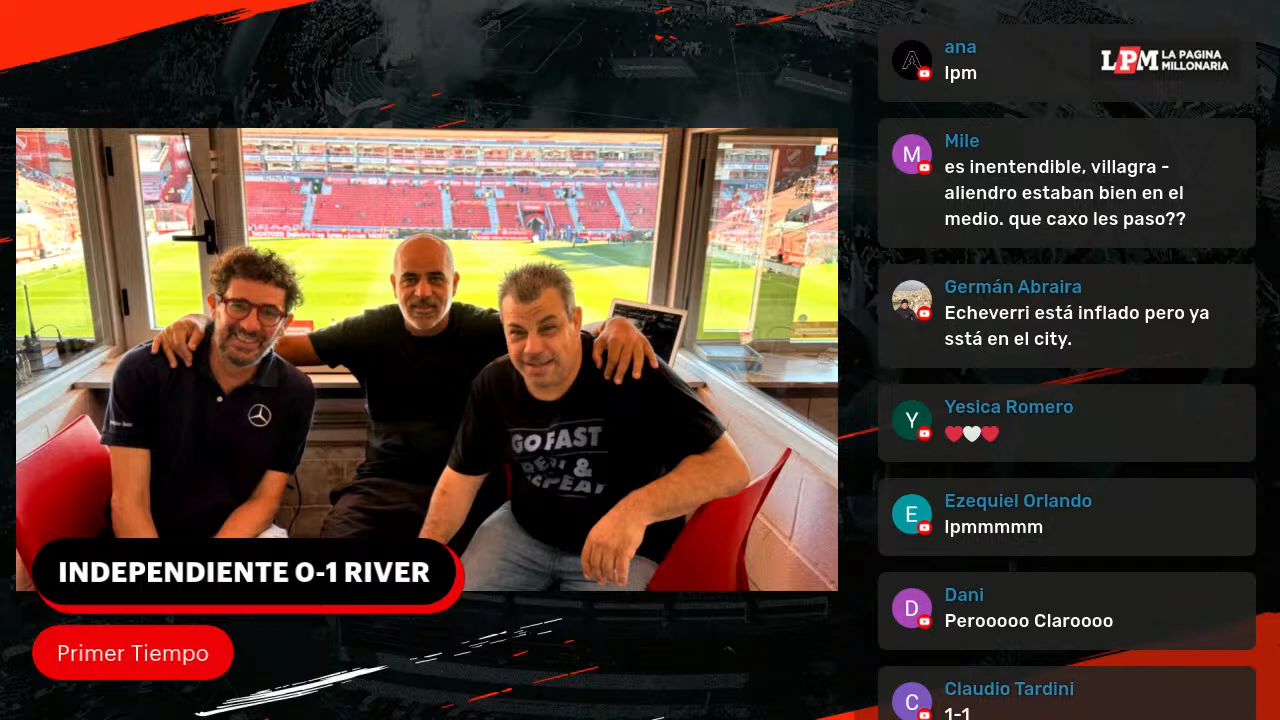 ana
lpm
LPM LA PAGINA
MILLONARIA
M
Mile
es inentendible, villagra -
aliendro estaban bien en el
medio. que caxo les paso??
Germán Abraira
Echeverri está inflado pero ya
sstá en el city.
Y
Yesica Romero
E
Ezequiel Orlando
lpmmmmm
D
Dani
Perooooo Claroooo
C
Claudio Tardini
1-1
GO FAST
&
INDEPENDIENTE 0-1 RIVER
Primer Tiempo